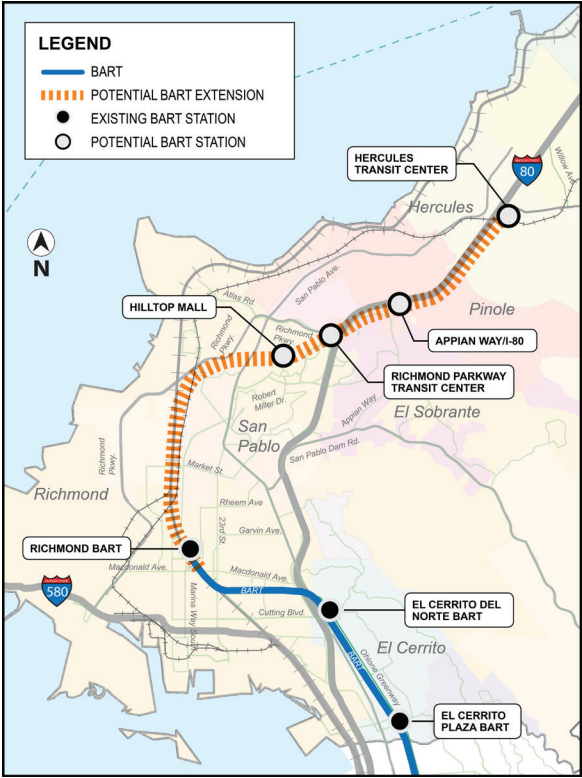 LEGEND
BART
POTENTIAL BART EXTENSION
EXISTING BART STATION
POTENTIAL BART STATION
HERCULES
TRANSIT CENTER
80
Willow Ave.
Hercules
N
San Pablo Ave.
Atlas Rd.
HILLTOP MALL
Richmond
Pkwy.
Richmond
Pkwy.
Pinole
APPIAN WAY/I-80
RICHMOND PARKWAY
TRANSIT CENTER
Robert
Miller Dr.
Appian Way
El Sobrante
San
Pablo
San Pablo Dam Rd.
Richmond
Pkwy.
Market St.
Richmond
Rheem Ave
23rd St.
Garvin Ave.
RICHMOND BART
Macdonald Ave.
Macdonald Ave.
BART
580
Marina Way South
Cutting Blvd.
EL CERRITO DEL
NORTE BART
El Cerrito
BART
Ohlone Greenway
EL CERRITO
PLAZA BART